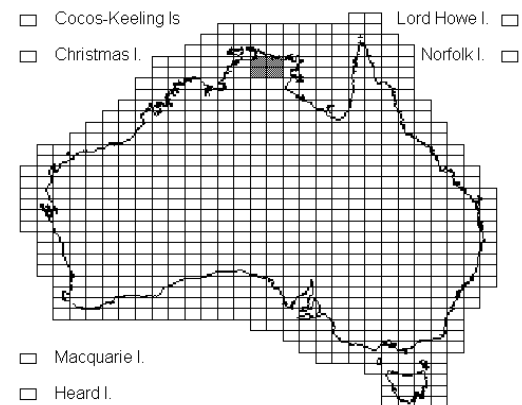 Cocos-Keeling Is
Lord Howe I.
Christmas I.
Norfolk I.
Macquarie I.
Heard I.